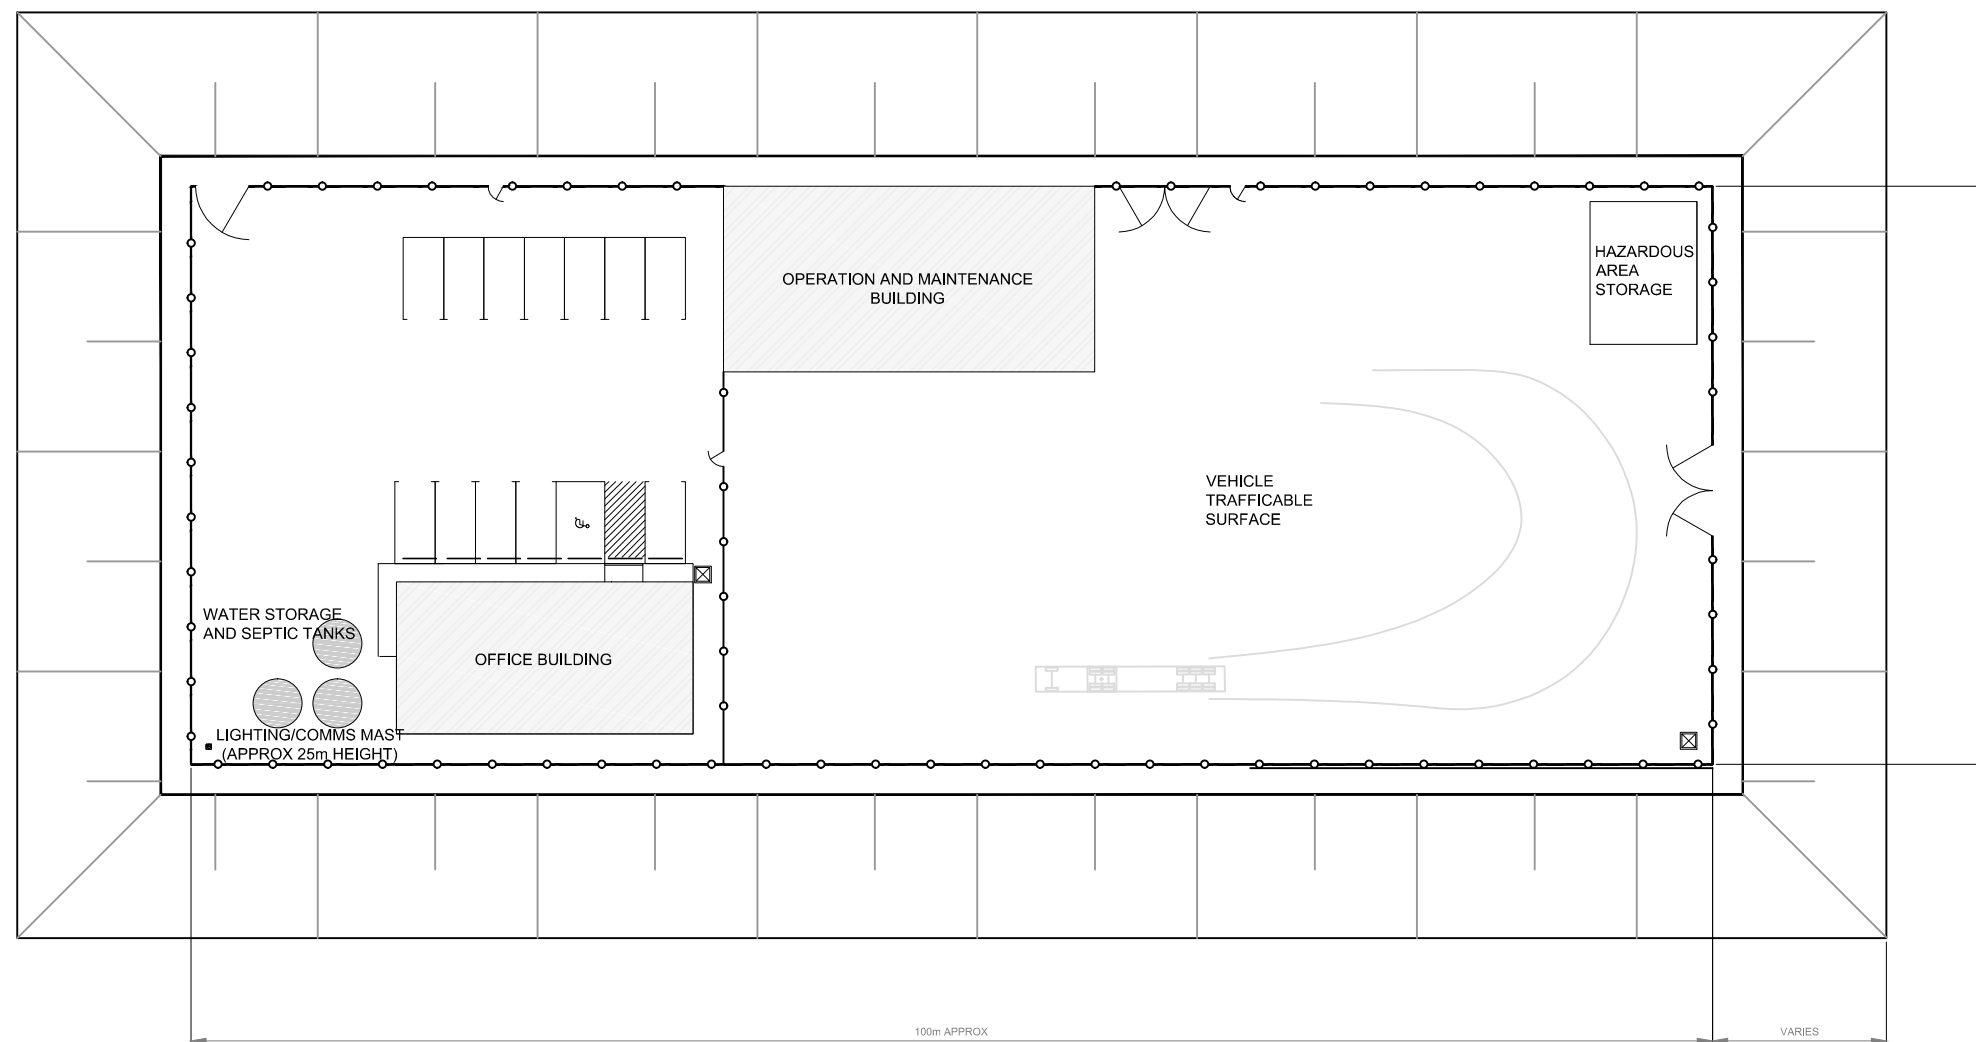 OPERATION AND MAINTENANCE
BUILDING
HAZARDOUS
AREA
STORAGE
VEHICLE
TRAFFICABLE
SURFACE
WATER STORAGE
AND SEPTIC TANKS
OFFICE BUILDING
LIGHTING/COMMS MAST
(APPROX 25m HEIGHT)
100m APPROX
VARIES